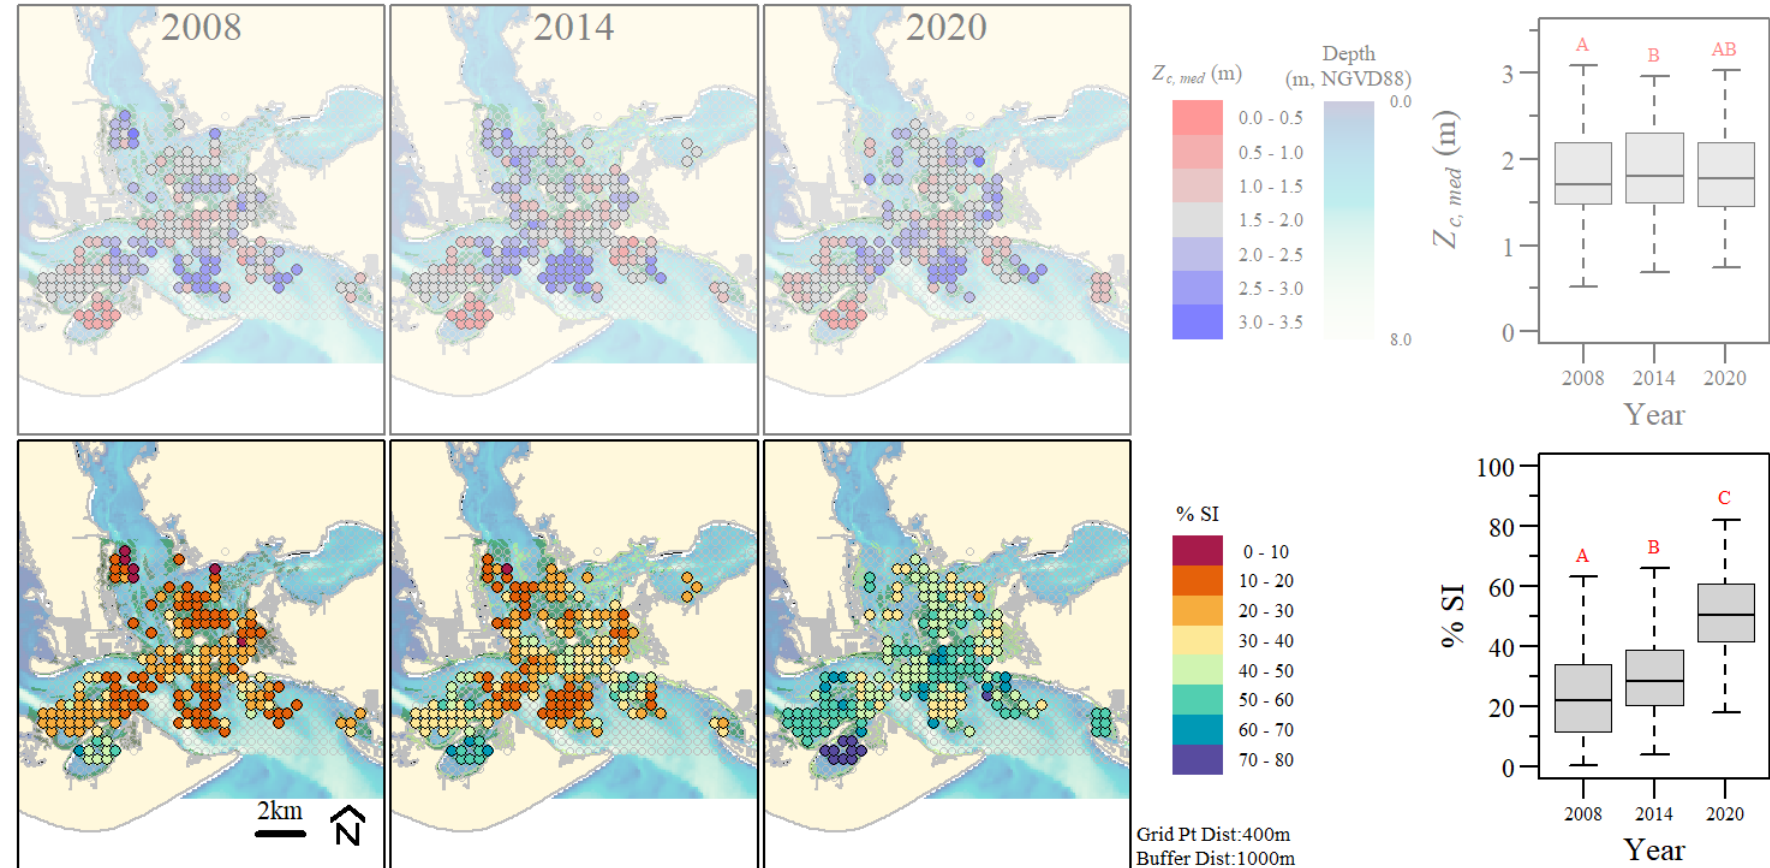 2008
2014
2020
Z c, med (m)
0.0 - 0.5
0.5 - 1.0
1.0 - 1.5
1.5 - 2.0
2.0 - 2.5
2.5 - 3.0
3.0 - 3.5
Depth
(m, NGVD88)
0.0
8.0
Z c, med (m)
3
2
1
0
A
B
AB
2008
2014
2020
Year
2km
N
% SI
0 - 10
10 - 20
20 - 30
30 - 40
40 - 50
50 - 60
60 - 70
70 - 80
Grid Pt Dist:400m
Buffer Dist:1000m
% SI
100
80
60
40
20
0
A
B
C
2008
2014
2020
Year